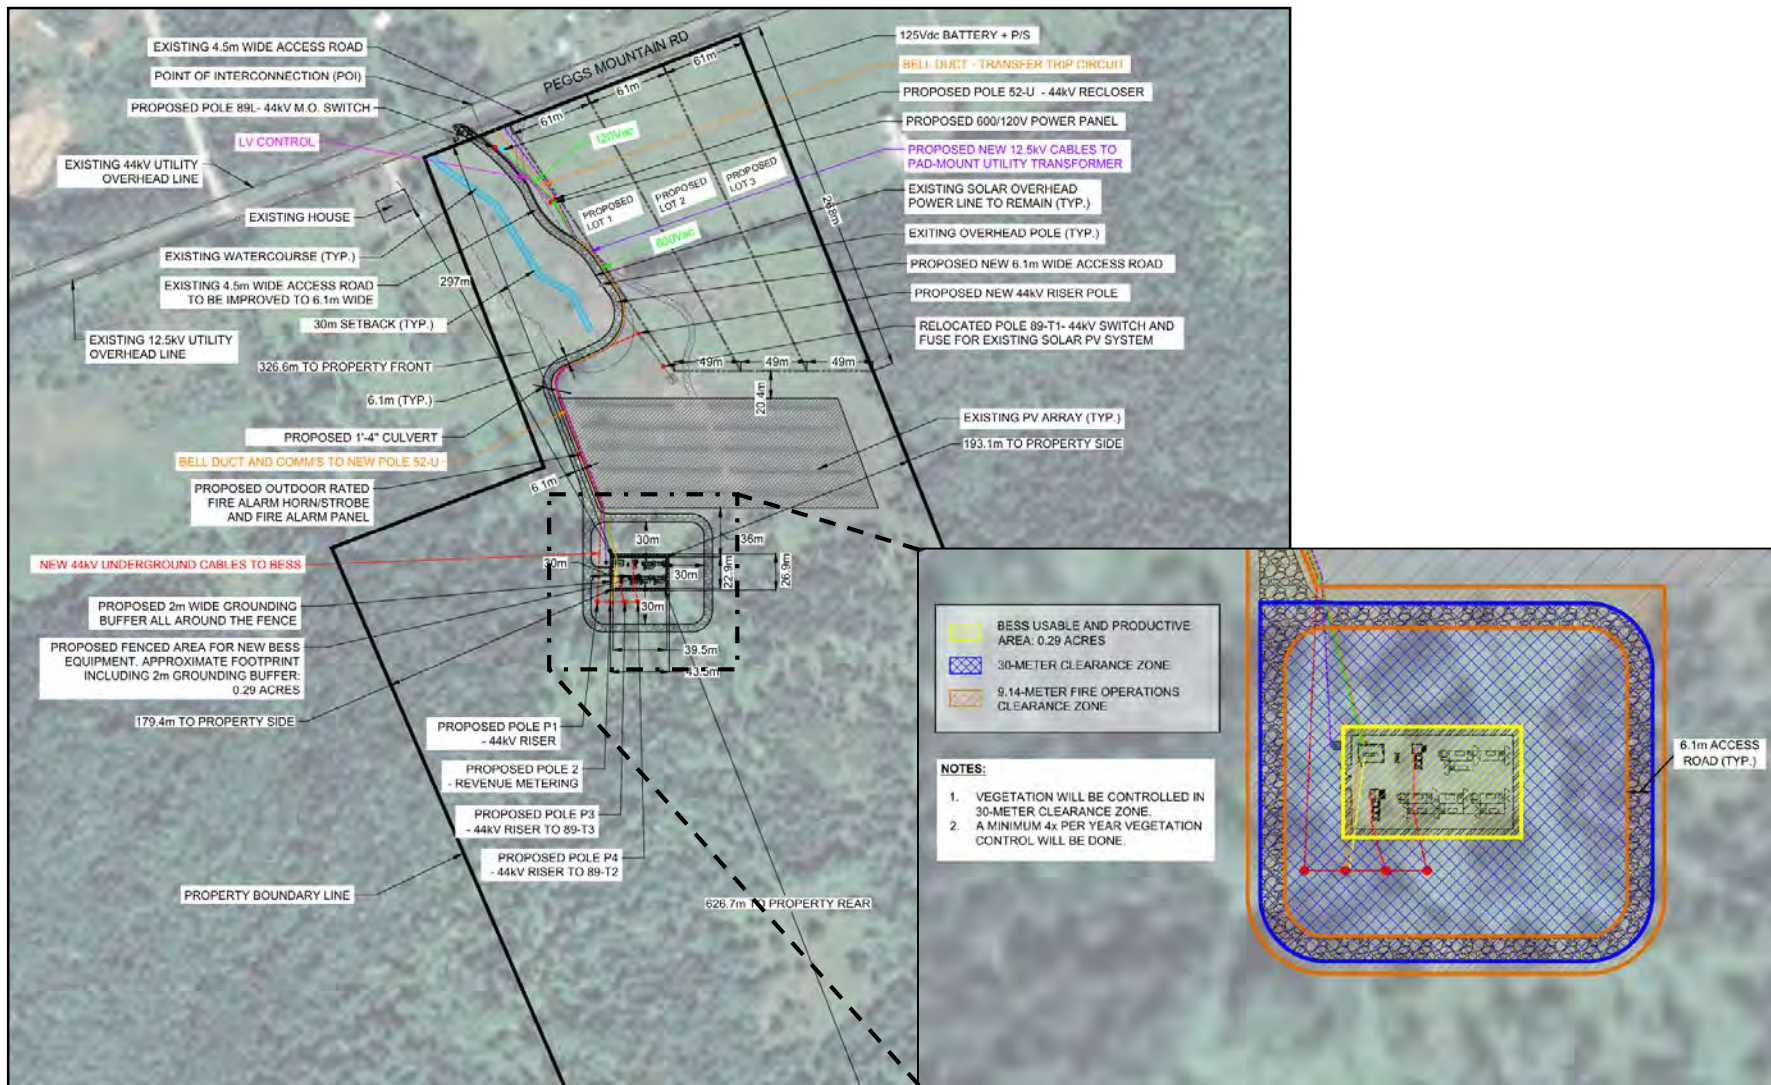 EXISTING 4.5m WIDE ACCESS ROAD
POINT OF INTERCONNECTION (POI)
PROPOSED POLE 89L- 44kV M.O. SWITCH
LV CONTROL
EXISTING 44kV UTILITY
OVERHEAD LINE
EXISTING HOUSE
EXISTING WATERCOURSE (TYP.)
EXISTING 4.5m WIDE ACCESS ROAD
TO BE IMPROVED TO 6.1m WIDE
30m SETBACK (TYP.)
EXISTING 12.5kV UTILITY
OVERHEAD LINE
326.6m TO PROPERTY FRONT
6.1m (TYP.)
PROPOSED 1'-4" CULVERT
BELL DUCT AND COMM'S TO NEW POLE 52-U
PROPOSED OUTDOOR RATED
FIRE ALARM HORN/STROBE
AND FIRE ALARM PANEL
NEW 44kV UNDERGROUND CABLES TO BESS
PROPOSED 2m WIDE GROUNDING
BUFFER ALL AROUND THE FENCE
PROPOSED FENCED AREA FOR NEW BESS
EQUIPMENT. APPROXIMATE FOOTPRINT
INCLUDING 2m GROUNDING BUFFER:
0.29 ACRES
179.4m TO PROPERTY SIDE
PROPOSED POLE P1
- 44kV RISER
PROPOSED POLE 2
- REVENUE METERING
PROPOSED POLE P3
- 44kV RISER TO 89-T3
PROPOSED POLE P4
- 44kV RISER TO 89-T2
PROPERTY BOUNDARY LINE
626.7m TO PROPERTY REAR
PEGGS MOUNTAIN RD
61m
61m
61m
120Vac
600Vac
PROPOSED
LOT 1
PROPOSED
LOT 2
PROPOSED
LOT 3
268m
297m
49m
49m
49m
20.4m
6.1m
36m
30m
30m
30m
30m
22.9m
26.9m
39.5m
43.5m
125Vdc BATTERY + P/S
BELL DUCT - TRANSFER TRIP CIRCUIT
PROPOSED POLE 52-U - 44kV RECLOSER
PROPOSED 600/120V POWER PANEL
PROPOSED NEW 12.5kV CABLES TO
PAD-MOUNT UTILITY TRANSFORMER
EXISTING SOLAR OVERHEAD
POWER LINE TO REMAIN (TYP.)
EXITING OVERHEAD POLE (TYP.)
PROPOSED NEW 6.1m WIDE ACCESS ROAD
PROPOSED NEW 44kV RISER POLE
RELOCATED POLE 89-T1- 44kV SWITCH AND
FUSE FOR EXISTING SOLAR PV SYSTEM
EXISTING PV ARRAY (TYP.)
193.1m TO PROPERTY SIDE
BESS USABLE AND PRODUCTIVE
AREA: 0.29 ACRES
30-METER CLEARANCE ZONE
9.14-METER FIRE OPERATIONS
CLEARANCE ZONE
NOTES:
1. VEGETATION WILL BE CONTROLLED IN
30-METER CLEARANCE ZONE.
2. A MINIMUM 4x PER YEAR VEGETATION
CONTROL WILL BE DONE.
6.1m ACCESS
ROAD (TYP.)